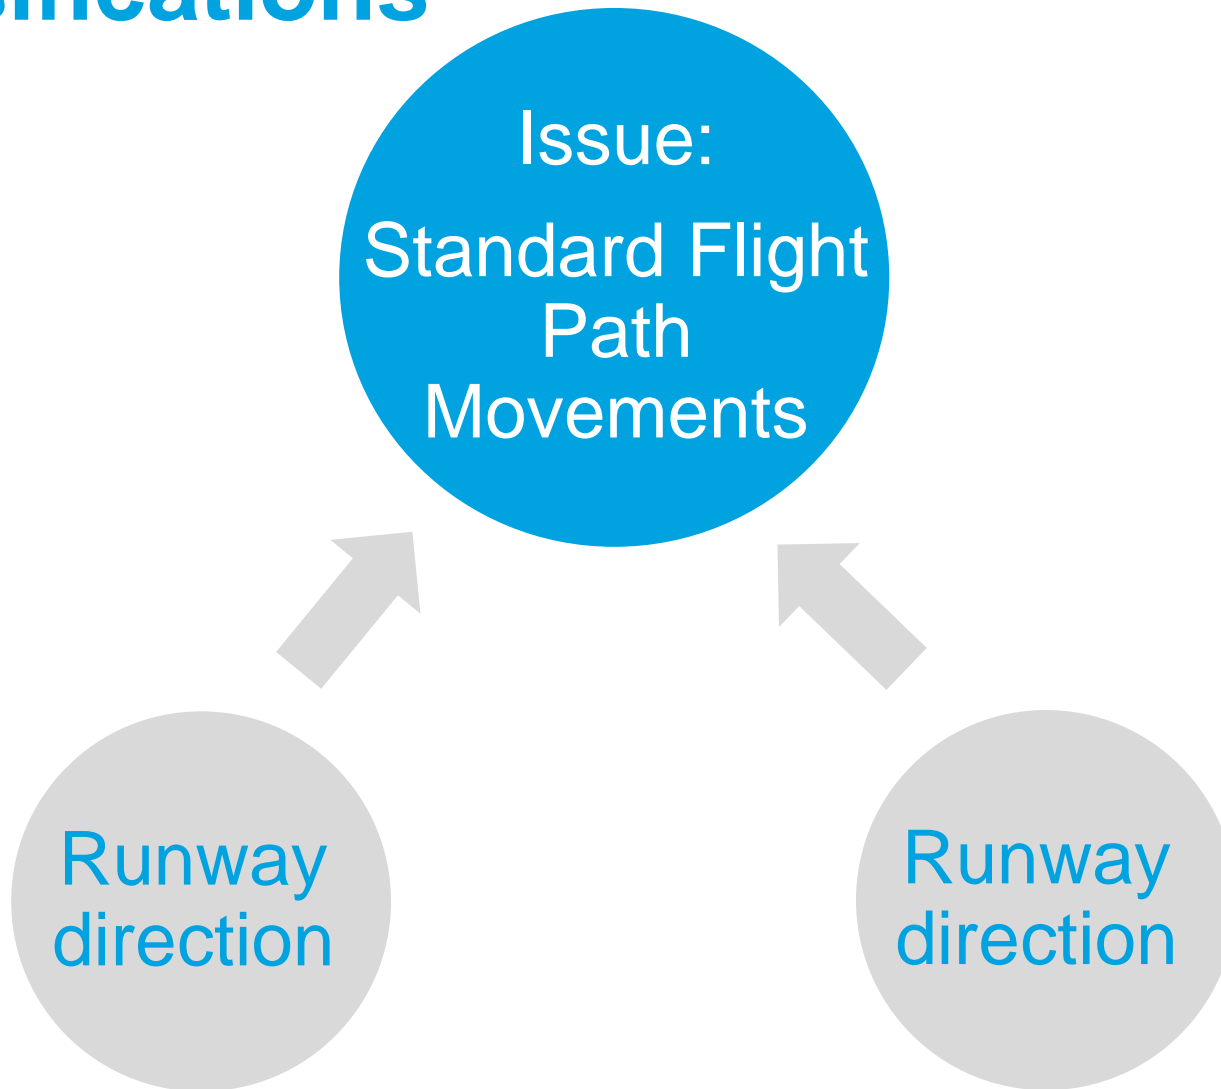 Issue:
Standard Flight
Path
Movements
Runway
direction
Runway
direction